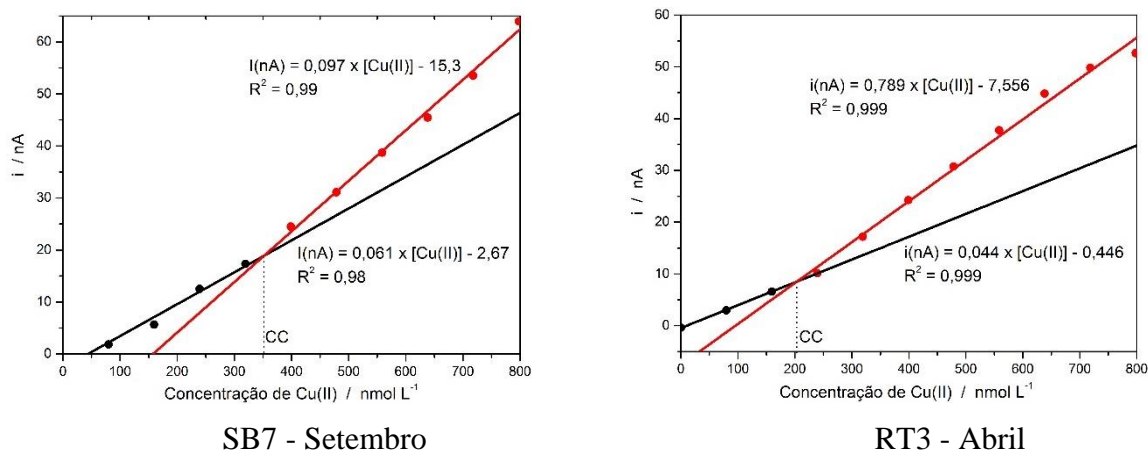 60
50
40
30
20
10
0
i / nA
I(nA) = 0,097 x [Cu(II)] - 15,3
R² = 0,99
I(nA) = 0,061 x [Cu(II)] - 2,67
R² = 0,98
CC
0 100 200 300 400 500 600 700 800
Concentração de Cu(II) / nmol L⁻¹
SB7 - Setembro
60
50
40
30
20
10
0
i / nA
i(nA) = 0,789 x [Cu(II)] - 7,556
R² = 0,999
i(nA) = 0,044 x [Cu(II)] - 0,446
R² = 0,999
CC
0 100 200 300 400 500 600 700 800
Concentração de Cu(II) / nmol L⁻¹
RT3 - Abril